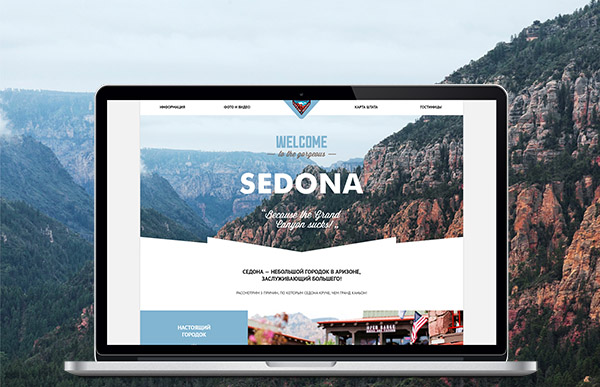 ИНФОРМАЦИЯ ФОТО И ВИДЕО КАРТА ШТАТА ГОСТИНИЦЫ
WELCOME
to the gorgeous
SEDONA
"Because the Grand
Canyon sucks!"
СЕДОНА — НЕБОЛЬШОЙ ГОРОДОК В АРИЗОНЕ,
ЗАСЛУЖИВАЮЩИЙ БОЛЬШЕГО!
РАССМОТРИМ 5 ПРИЧИН, ПО КОТОРЫМ СЕДОНА КРУЧЕ, ЧЕМ ГРАНД КАНЬОН!
НАСТОЯЩИЙ
ГОРОДОК